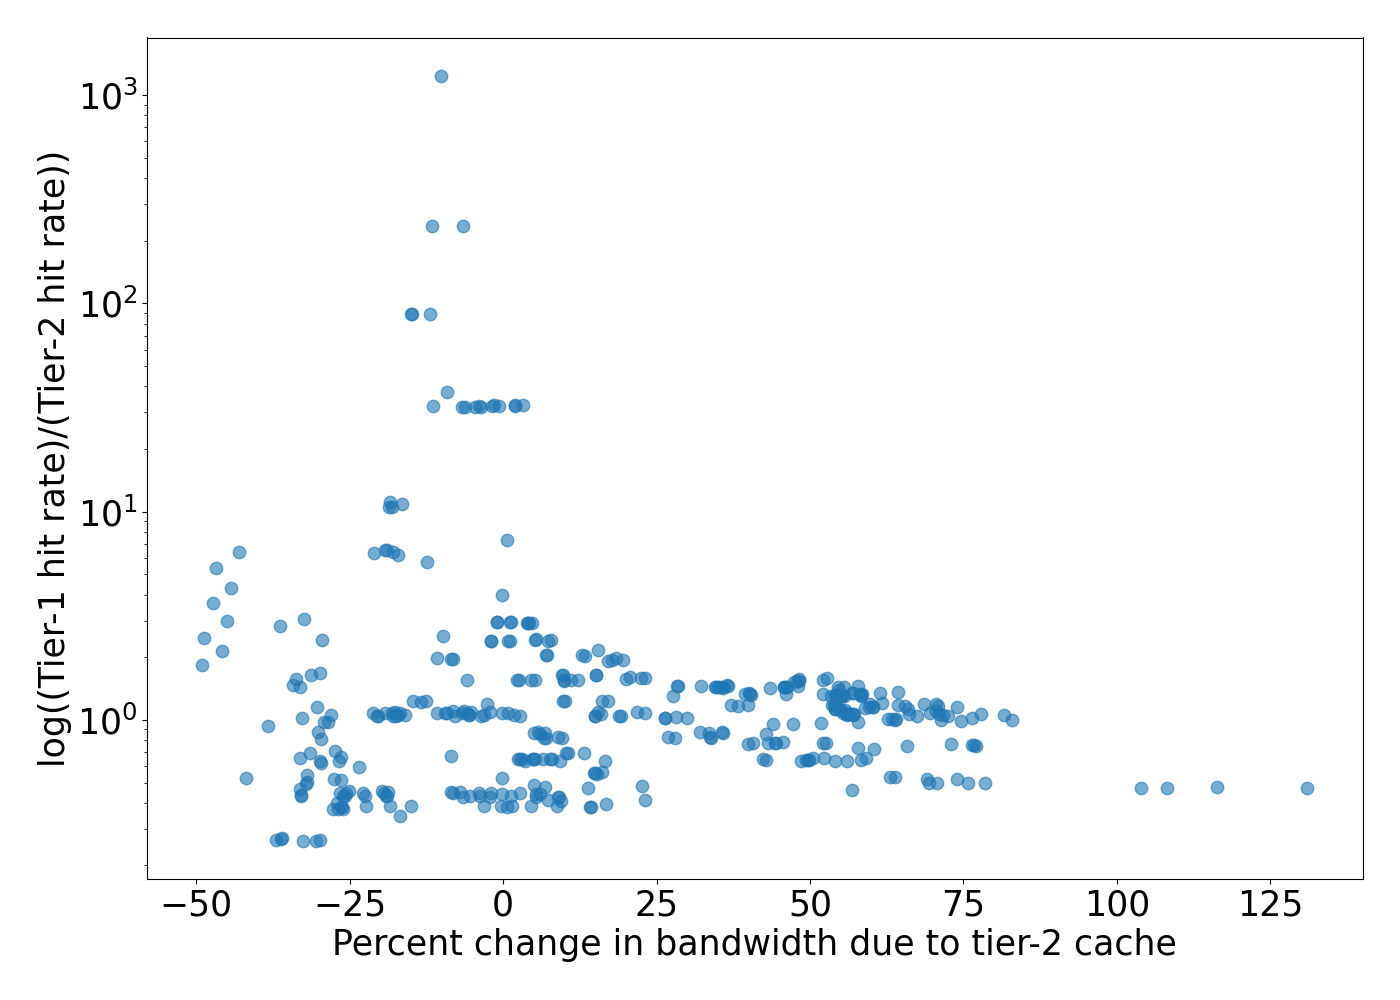 log((Tier-1 hit rate)/(Tier-2 hit rate))
10³
10²
10¹
10⁰
−50 −25 0 25 50 75 100 125
Percent change in bandwidth due to tier-2 cache